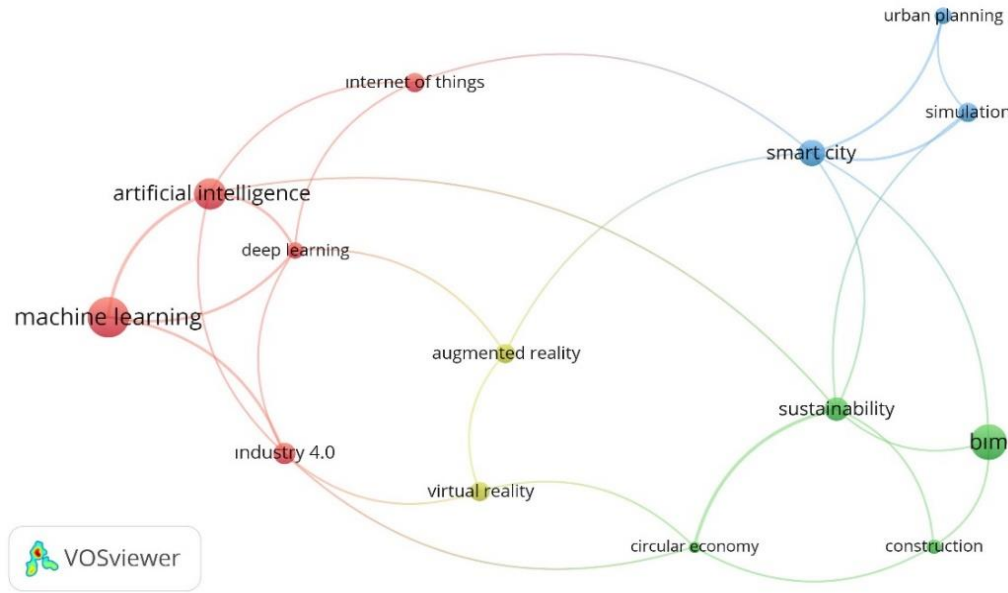 urban planning
internet of things
simulation
smart city
artificial intelligence
deep learning
machine learning
augmented reality
sustainability
bim
industry 4.0
virtual reality
circular economy
construction
VOSviewer